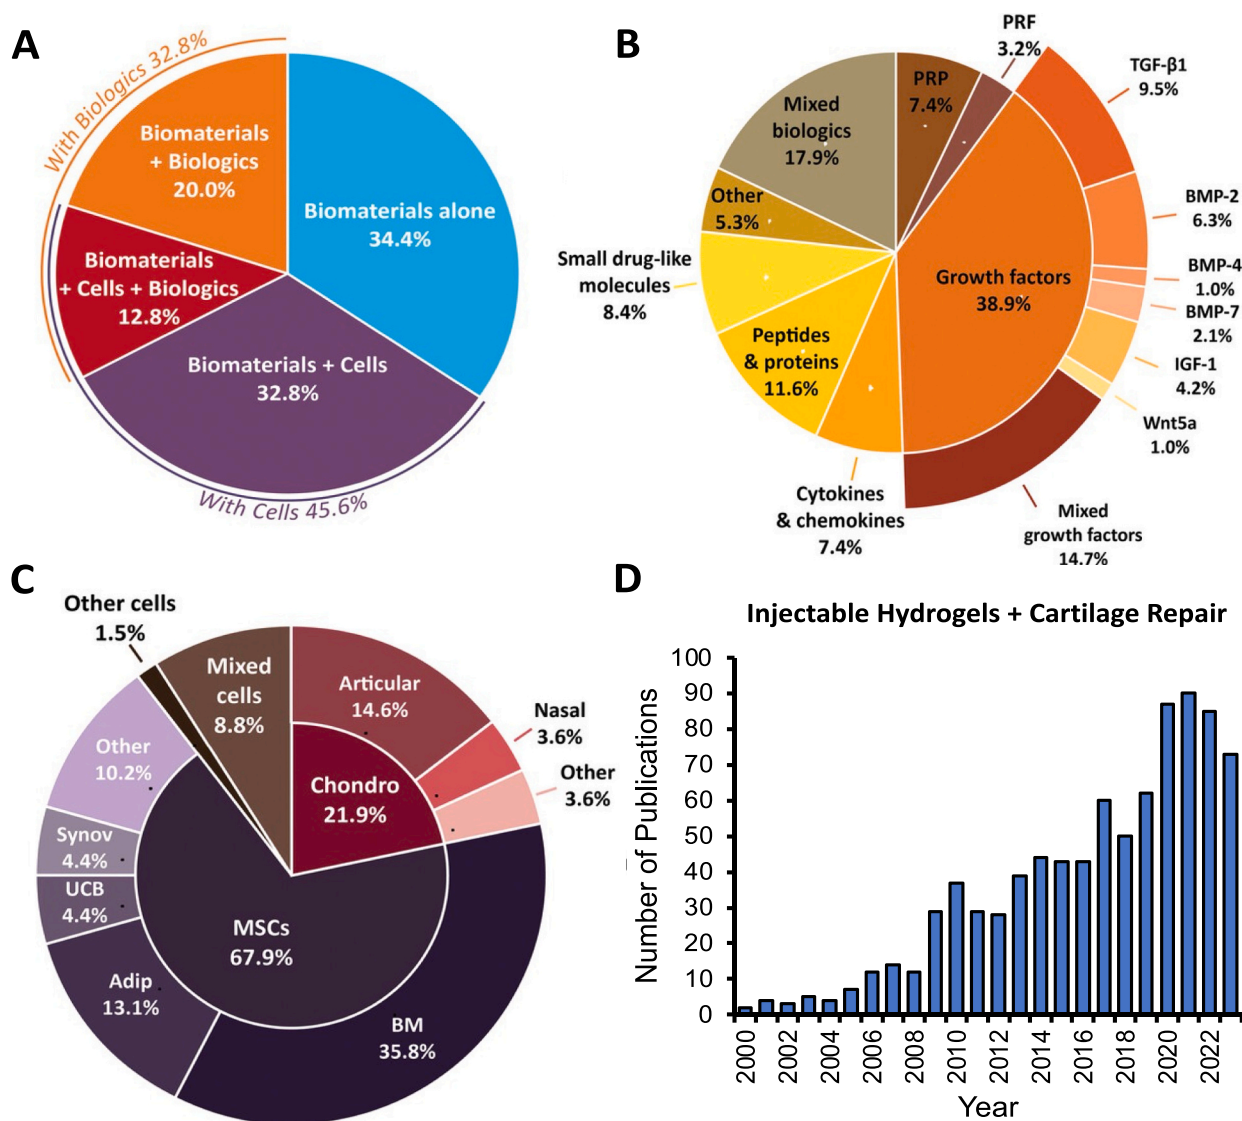 A
With Biologics 32.8%
Biomaterials
+ Biologics
20.0%
Biomaterials alone
34.4%
Biomaterials
+ Cells + Biologics
12.8%
Biomaterials + Cells
32.8%
With Cells 45.6%
B
PRF
3.2%
PRP
7.4%
TGF-β1
9.5%
Mixed
biologics
17.9%
BMP-2
6.3%
Other
5.3%
BMP-4
1.0%
Small drug-like
molecules
8.4%
Growth factors
38.9%
BMP-7
2.1%
Peptides
& proteins
11.6%
IGF-1
4.2%
Wnt5a
1.0%
Cytokines
& chemokines
7.4%
Mixed
growth factors
14.7%
C
Other cells
1.5%
Mixed
cells
8.8%
Articular
14.6%
Nasal
3.6%
Other
3.6%
Chondro
21.9%
Other
10.2%
Synov
4.4%
UCB
4.4%
MSCs
67.9%
Adip
13.1%
BM
35.8%
D
Injectable Hydrogels + Cartilage Repair
Number of Publications
100
90
80
70
60
50
40
30
20
10
0
2000
2002
2004
2006
2008
2010
2012
2014
2016
2018
2020
2022
Year